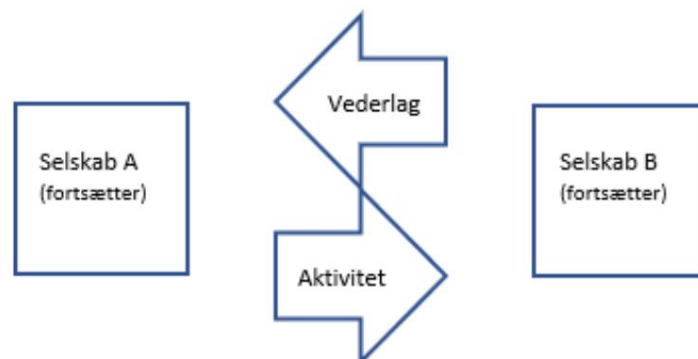 Vederlag
Selskab A
(fortsætter)
Selskab B
(fortsætter)
Aktivitet